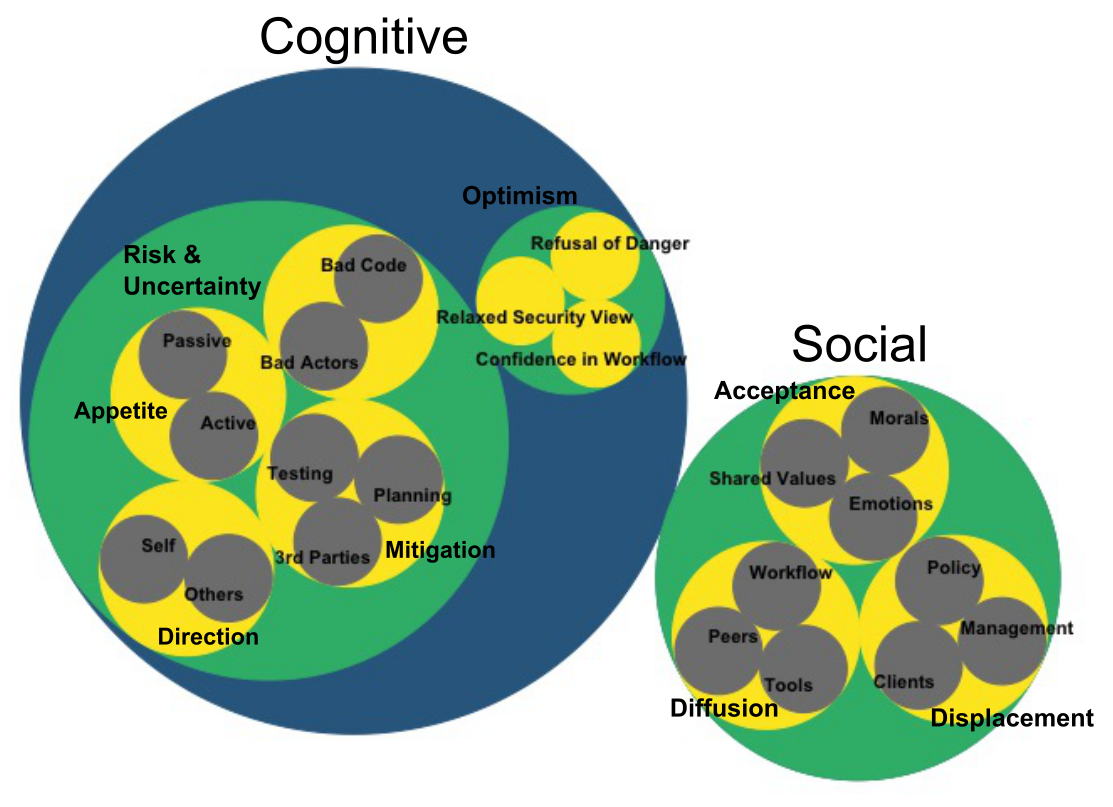 Cognitive
Optimism
Refusal of Danger
Risk &
Uncertainty
Bad Code
Relaxed Security View
Passive
Bad Actors
Confidence in Workflow
Appetite
Active
Testing
Planning
Self
3rd Parties
Mitigation
Others
Direction
Social
Acceptance
Morals
Shared Values
Emotions
Workflow
Policy
Peers
Management
Tools
Clients
Diffusion
Displacement